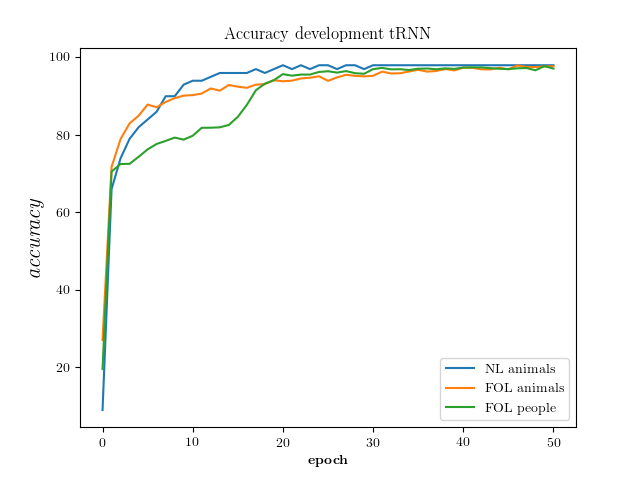 Accuracy development tRNN
accuracy
100
80
60
40
20
0
10
20
30
40
50
epoch
NL animals
FOL animals
FOL people